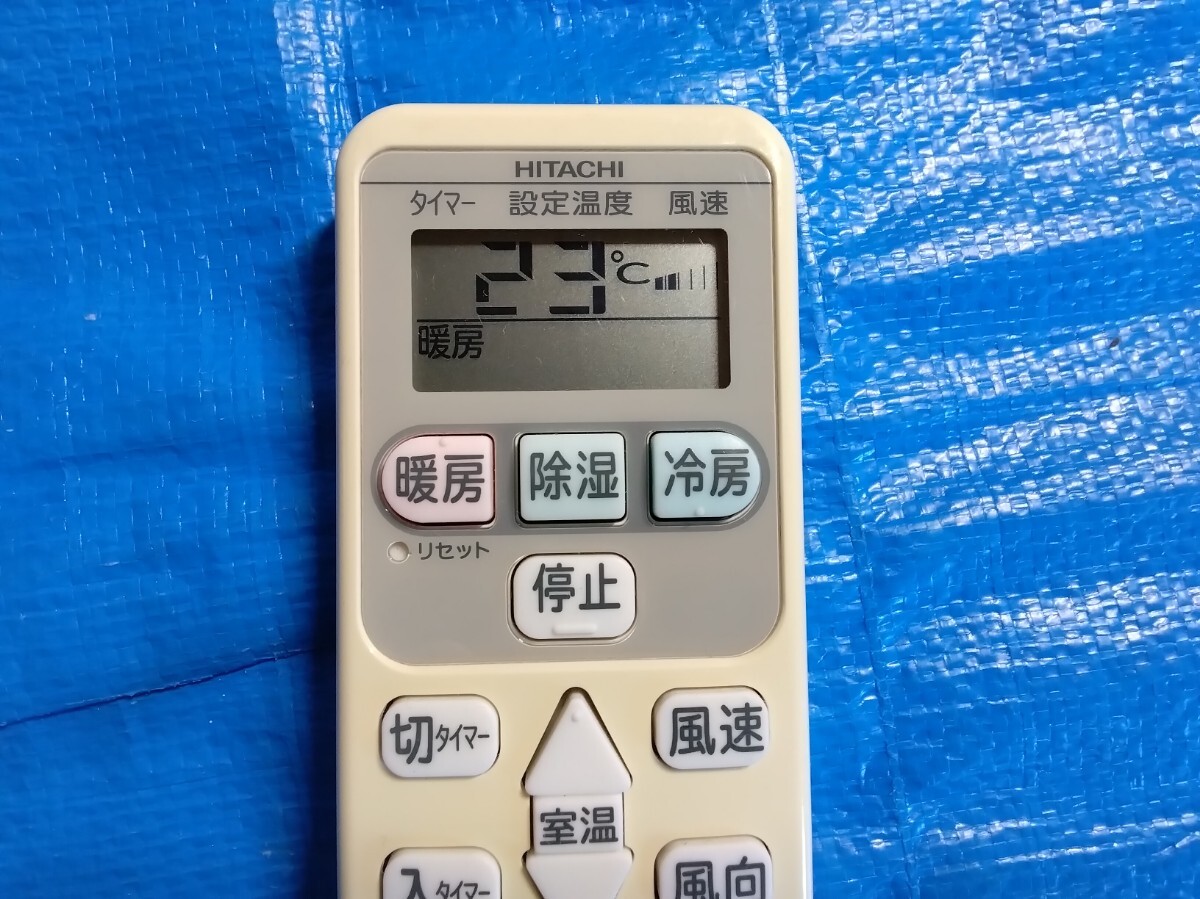 HITACHI
タイマー 設定温度 風速
23℃
暖房
暖房 除湿 冷房
リセット
停止
切タイマー 風速
室温
入タイマー 風向